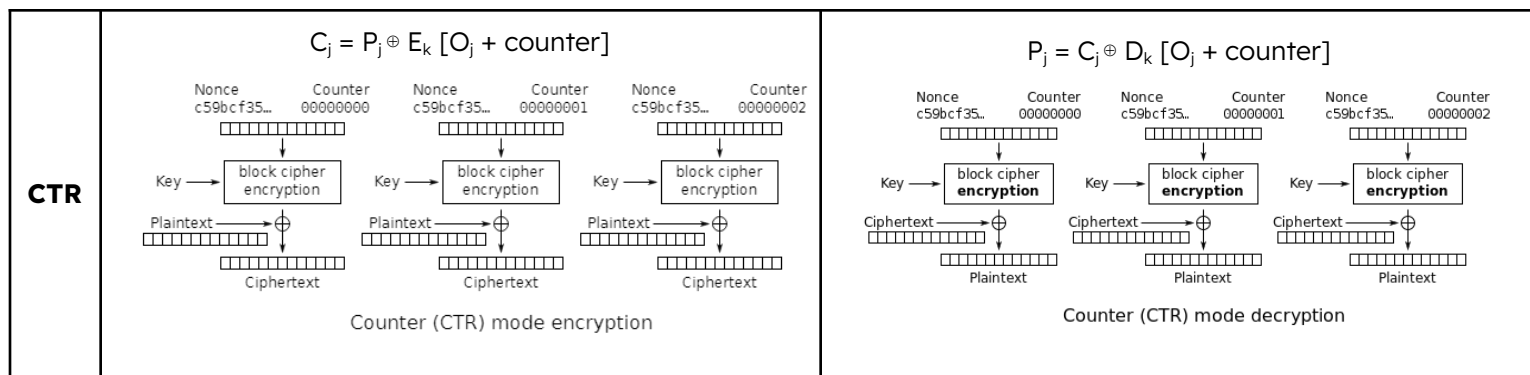 CTR
Cⱼ = Pⱼ ⊕ Eₖ [Oⱼ + counter]
Nonce Counter Nonce Counter Nonce Counter
c59bcf35… 00000000 c59bcf35… 00000001 c59bcf35… 00000002
Key block cipher encryption Key block cipher encryption Key block cipher encryption
Plaintext Plaintext Plaintext
Ciphertext Ciphertext Ciphertext
Counter (CTR) mode encryption
Pⱼ = Cⱼ ⊕ Dₖ [Oⱼ + counter]
Nonce Counter Nonce Counter Nonce Counter
c59bcf35… 00000000 c59bcf35… 00000001 c59bcf35… 00000002
Key block cipher encryption Key block cipher encryption Key block cipher encryption
Ciphertext Ciphertext Ciphertext
Plaintext Plaintext Plaintext
Counter (CTR) mode decryption